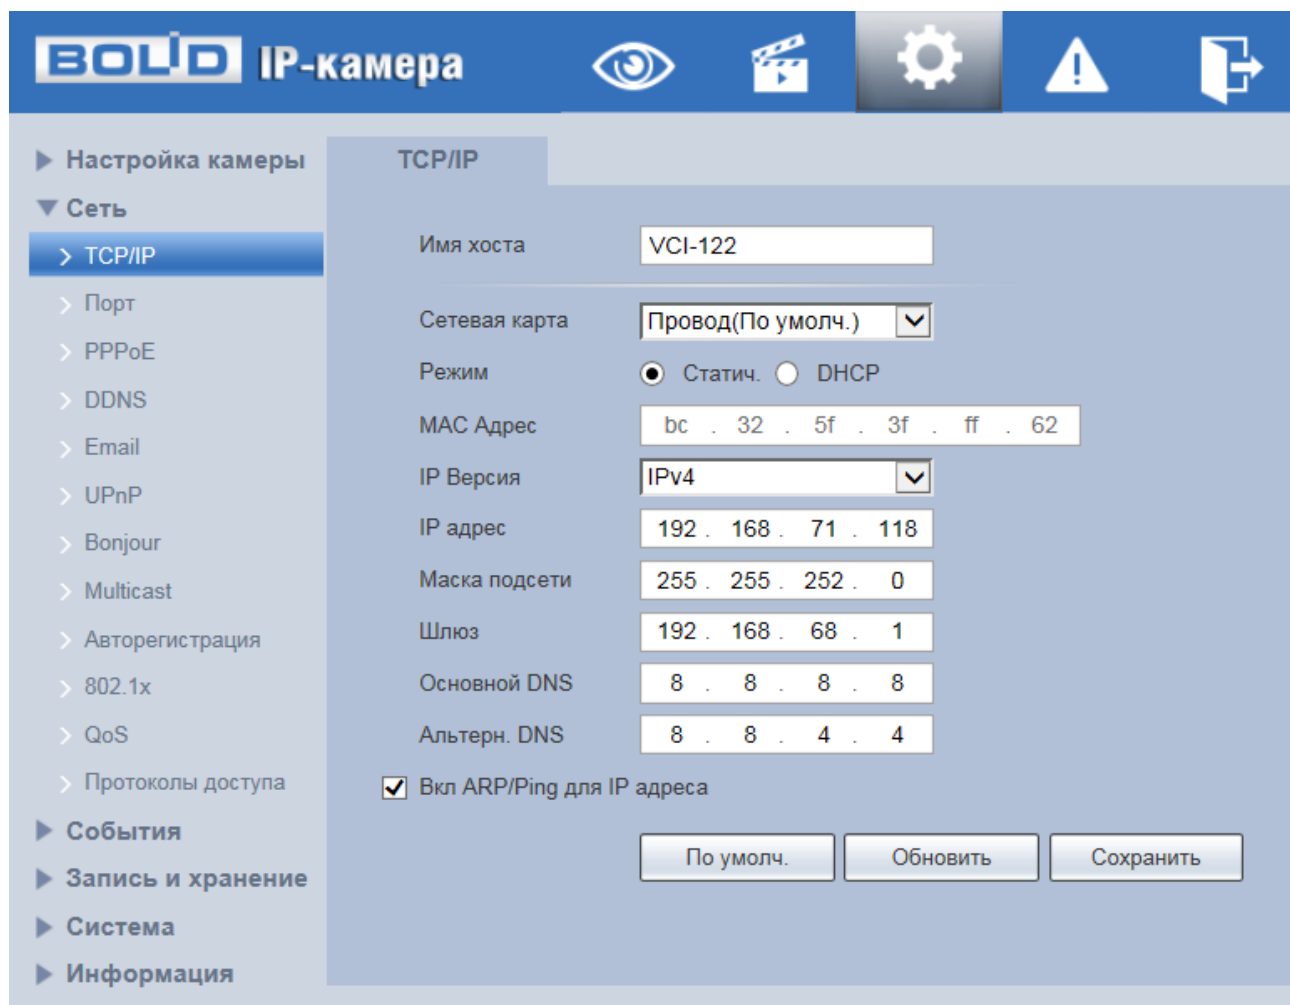 BOLID IP-камера
Настройка камеры
Сеть
TCP/IP
Порт
PPPoE
DDNS
Email
UPnP
Bonjour
Multicast
Авторегистрация
802.1x
QoS
Протоколы доступа
События
Запись и хранение
Система
Информация
TCP/IP
Имя хоста VCI-122
Сетевая карта Провод(По умолч.)
Режим Статич. DHCP
MAC Адрес bc . 32 . 5f . 3f . ff . 62
IP Версия IPv4
IP адрес 192 . 168 . 71 . 118
Маска подсети 255 . 255 . 252 . 0
Шлюз 192 . 168 . 68 . 1
Основной DNS 8 . 8 . 8 . 8
Альтерн. DNS 8 . 8 . 4 . 4
Вкл ARP/Ping для IP адреса
По умолч. Обновить Сохранить